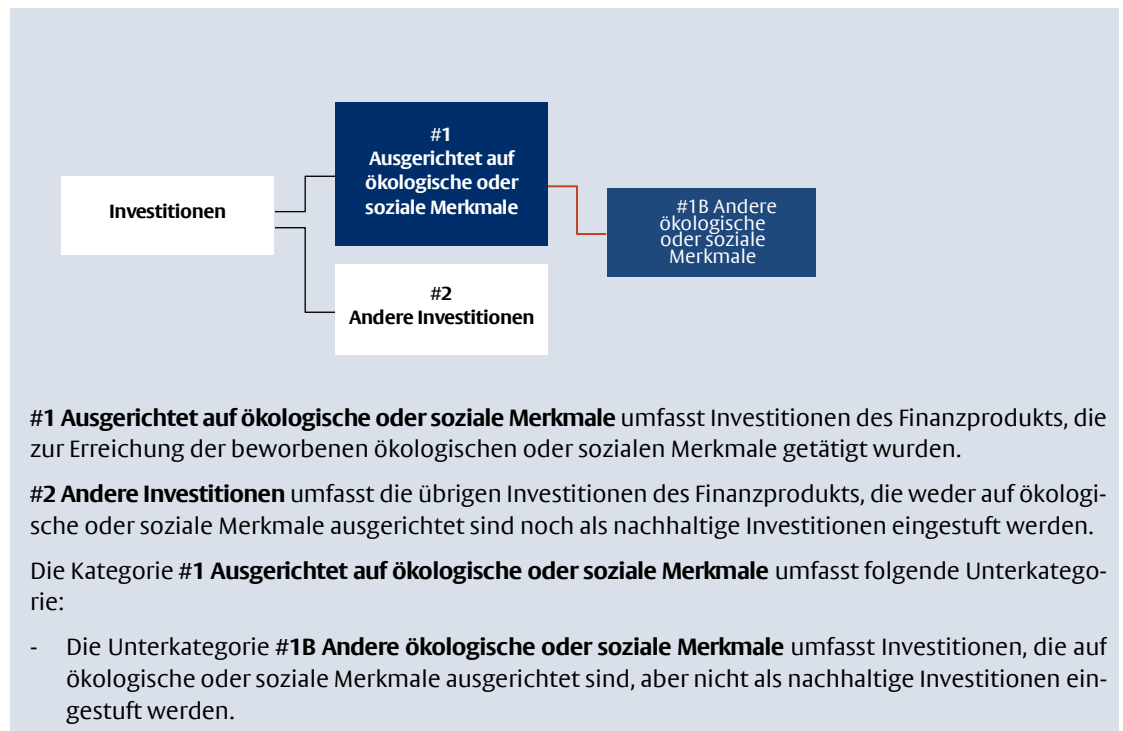 #1
Ausgerichtet auf
ökologische oder
soziale Merkmale
Investitionen
#1B Andere
ökologische
oder soziale
Merkmale
#2
Andere Investitionen
#1 Ausgerichtet auf ökologische oder soziale Merkmale umfasst Investitionen des Finanzprodukts, die
zur Erreichung der beworbenen ökologischen oder sozialen Merkmale getätigt wurden.
#2 Andere Investitionen umfasst die übrigen Investitionen des Finanzprodukts, die weder auf ökologi-
sche oder soziale Merkmale ausgerichtet sind noch als nachhaltige Investitionen eingestuft werden.
Die Kategorie #1 Ausgerichtet auf ökologische oder soziale Merkmale umfasst folgende Unterkatego-
rie:
- Die Unterkategorie #1B Andere ökologische oder soziale Merkmale umfasst Investitionen, die auf
ökologische oder soziale Merkmale ausgerichtet sind, aber nicht als nachhaltige Investitionen ein-
gestuft werden.